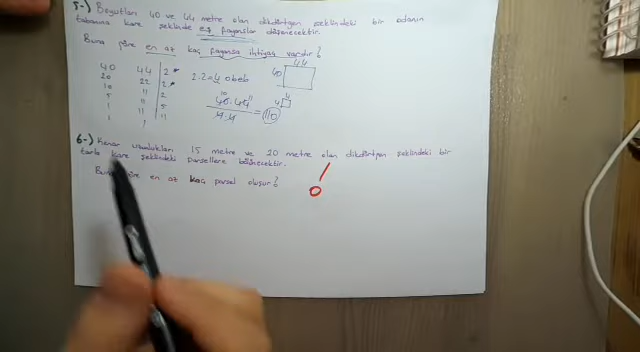 5-) Boyutları 40 ve 44 metre olan dikdörtgen şeklindeki bir odanın
tabanına kare şeklinde eş fayanslar döşenecektir.
Buna göre en az kaç fayansa ihtiyaç vardır?
40 44 2
20 22 2
10 11 2
5 11 5
1 11 11
1 1
2.2=4 obeb
44
40
4
4
10
40.44 11
4.4
= 110
6-) Kenar uzunlukları 15 metre ve 20 metre olan dikdörtgen şeklindeki bir
tarla kare şeklindeki parsellere bölünecektir.
göre en az kaç parsel oluşur?